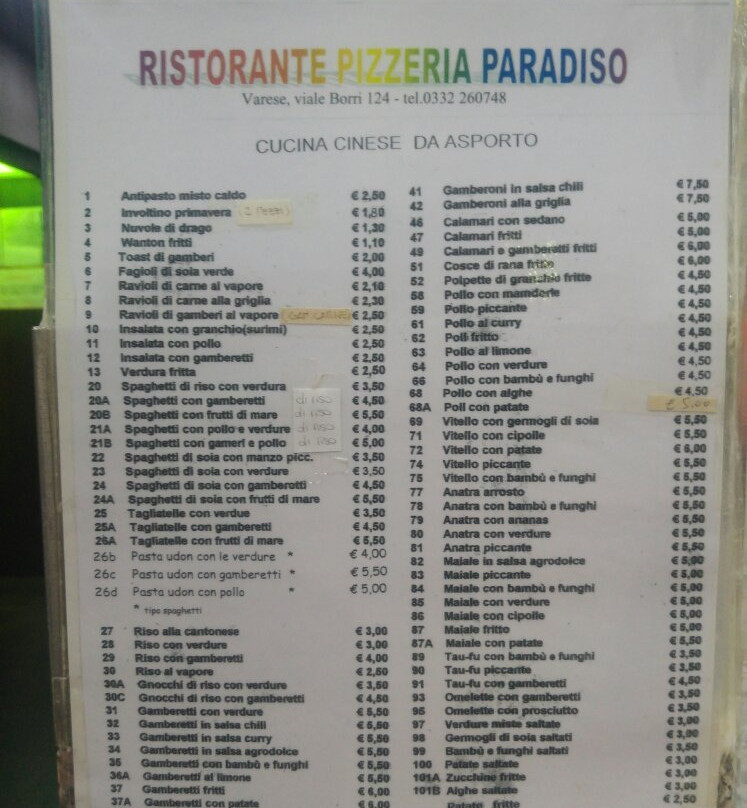 RISTORANTE PIZZERIA PARADISO
Varese, viale Borri 124 - tel.0332 260748
CUCINA CINESE DA ASPORTO
1 Antipasto misto caldo € 2,50
2 Involtino primavera (2 Pezzi) € 1,80
3 Nuvole di drago € 1,30
4 Wanton fritti € 1,10
5 Toast di gamberi € 2,00
6 Fagioli di soia verde € 4,00
7 Ravioli di carne al vapore € 2,10
8 Ravioli di carne alla griglia € 2,30
9 Ravioli di gamberi al vapore € 2,50
10 Insalata con granchio(surimi) € 2,50
11 Insalata con pollo € 2,50
12 Insalata con gamberetti € 2,50
13 Verdura fritta € 2,50
20 Spaghetti di riso con verdura € 3,50
20A Spaghetti con gamberetti di riso € 4,50
20B Spaghetti con frutti di mare di riso € 5,50
21A Spaghetti con pollo e verdure di riso € 4,00
21B Spaghetti con gameri e pollo di riso € 5,00
22 Spaghetti di soia con manzo picc. € 3,50
23 Spaghetti di soia con verdure € 3,50
24 Spaghetti di soia con gamberetti € 4,50
24A Spaghetti di soia con frutti di mare € 5,50
25 Tagliatelle con verdue € 3,50
25A Tagliatelle con gamberetti € 4,50
26A Tagliatelle con frutti di mare € 5,50
26b Pasta udon con le verdure * € 4,00
26c Pasta udon con gamberetti * € 5,50
26d Pasta udon con pollo * € 5,00
* tipo spaghetti
27 Riso alla cantonese € 3,00
28 Riso con verdure € 3,00
29 Riso con gamberetti € 4,00
30 Riso al vapore € 2,50
30A Gnocchi di riso con verdure € 3,50
30C Gnocchi di riso con gamberetti € 4,50
31 Gamberetti con verdure € 5,50
32 Gamberetti in salsa chili € 5,50
33 Gamberetti in salsa curry € 5,50
34 Gamberetti in salsa agrodolce € 5,50
35 Gamberetti con bambù e funghi € 5,50
36A Gamberetti al limone € 5,50
37 Gamberetti fritti € 6,00
37A Gamberetti con patate € 6,00
41 Gamberoni in salsa chili € 7,50
42 Gamberoni alla griglia € 7,50
46 Calamari con sedano € 5,00
47 Calamari fritti € 5,00
49 Calamari e gamberetti fritti € 6,00
51 Cosce di rana fritte € 6,00
52 Polpette di granchio fritte € 4,50
58 Pollo con mamderle € 4,50
59 Pollo piccante € 4,50
61 Pollo al curry € 4,50
62 Poll fritto € 4,50
63 Pollo al limone € 4,50
64 Pollo con verdure € 4,50
66 Pollo con bambù e funghi € 4,50
68 Pollo con alghe € 4,50
68A Poll con patate € 5.00
69 Vitello con germogli di soia € 5,50
71 Vitello con cipolle € 5,50
72 Vitello con patate € 6,00
74 Vitello piccante € 5,50
75 Vitello con bambù e funghi € 5,50
77 Anatra arrosto € 5,50
78 Anatra con bambù e funghi € 5,50
79 Anatra con ananas € 5,50
80 Anatra con verdure € 5,50
81 Anatra piccante € 5,50
82 Maiale in salsa agrodolce € 5,00
83 Maiale piccante € 5,00
84 Maiale con bambù e funghi € 5,00
85 Maiale con verdure € 5,00
86 Maiale con cipolle € 5,00
87 Maiale fritto € 5,00
87A Maiale con patate € 5,50
89 Tau-fu con bambù e funghi € 3,50
90 Tau-fu piccante € 3,50
91 Tau-fu con gamberetti € 4,50
93 Omelette con gamberetti € 3,50
95 Omelette con prosciutto € 3,50
97 Verdure miste saltate € 3,00
98 Germogli di soia saltati € 3,00
99 Bambù e funghi saltati € 3,00
100 Patate saltate € 3,00
101A Zucchine fritte € 3,00
101B Alghe saltate € 3,00
Patate fritte € 2,50